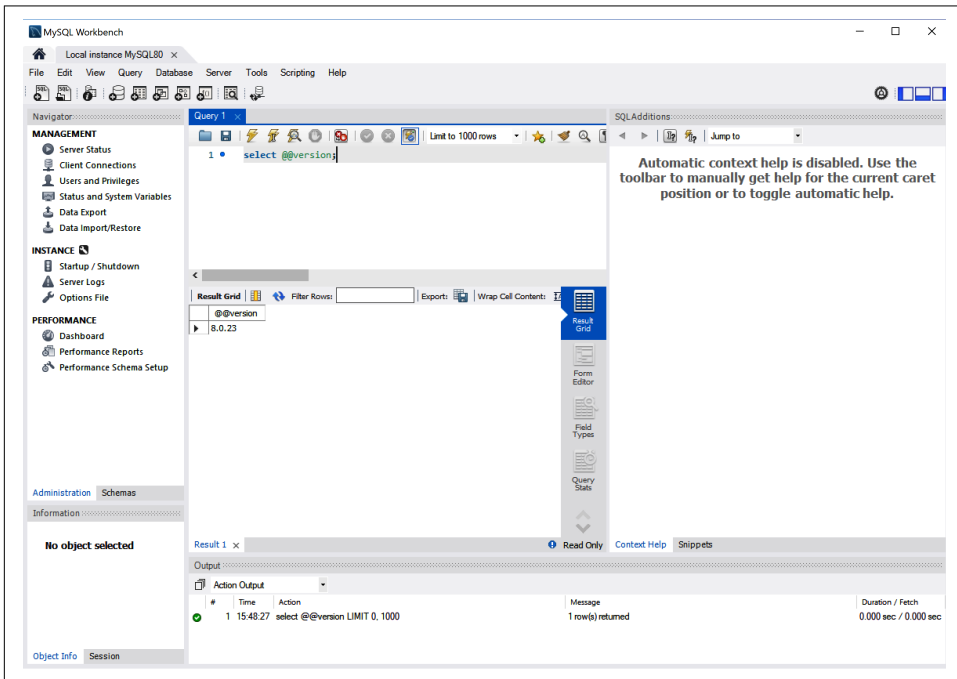 MySQL Workbench
Local instance MySQL80 ×
File Edit View Query Database Server Tools Scripting Help
Navigator
MANAGEMENT
Server Status
Client Connections
Users and Privileges
Status and System Variables
Data Export
Data Import/Restore
INSTANCE
Startup / Shutdown
Server Logs
Options File
PERFORMANCE
Dashboard
Performance Reports
Performance Schema Setup
Administration Schemas
Information
No object selected
Object Info Session
Query 1 ×
Limit to 1000 rows
1 select @@version;
Result Grid Filter Rows: Export: Wrap Cell Content:
@@version
8.0.23
Result
Grid
Form
Editor
Field
Types
Query
Stats
Result 1 ×
Read Only
SQLAdditions
Jump to
Automatic context help is disabled. Use the
toolbar to manually get help for the current caret
position or to toggle automatic help.
Context Help Snippets
Output
Action Output
# Time Action Message Duration / Fetch
1 15:48:27 select @@version LIMIT 0, 1000 1 row(s) returned 0.000 sec / 0.000 sec